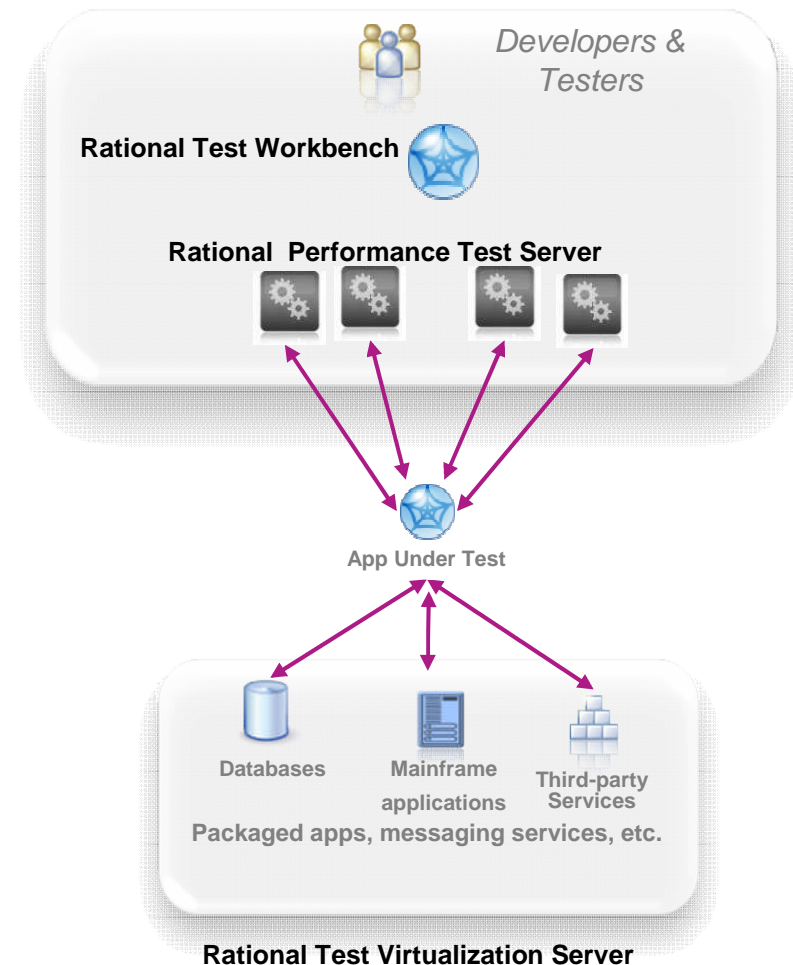 Developers &
Testers
Rational Test Workbench
Rational Performance Test Server
App Under Test
Databases
Mainframe
applications
Third-party
Services
Packaged apps, messaging services, etc.
Rational Test Virtualization Server